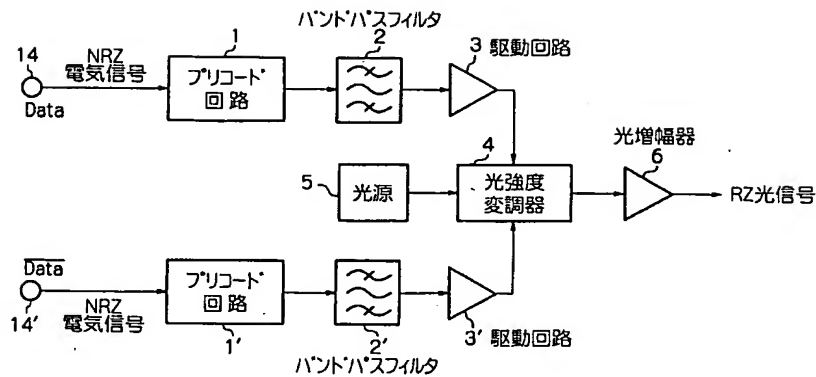 バンドパスフィルタ
1
2
3 駆動回路
14
NRZ
電気信号
Data
プリコード
回路
光増幅器
4
6
5
光源
光強度
変調器
RZ光信号
Data
14'
NRZ
電気信号
プリコード
回路
1'
2'
3' 駆動回路
バンドパスフィルタ